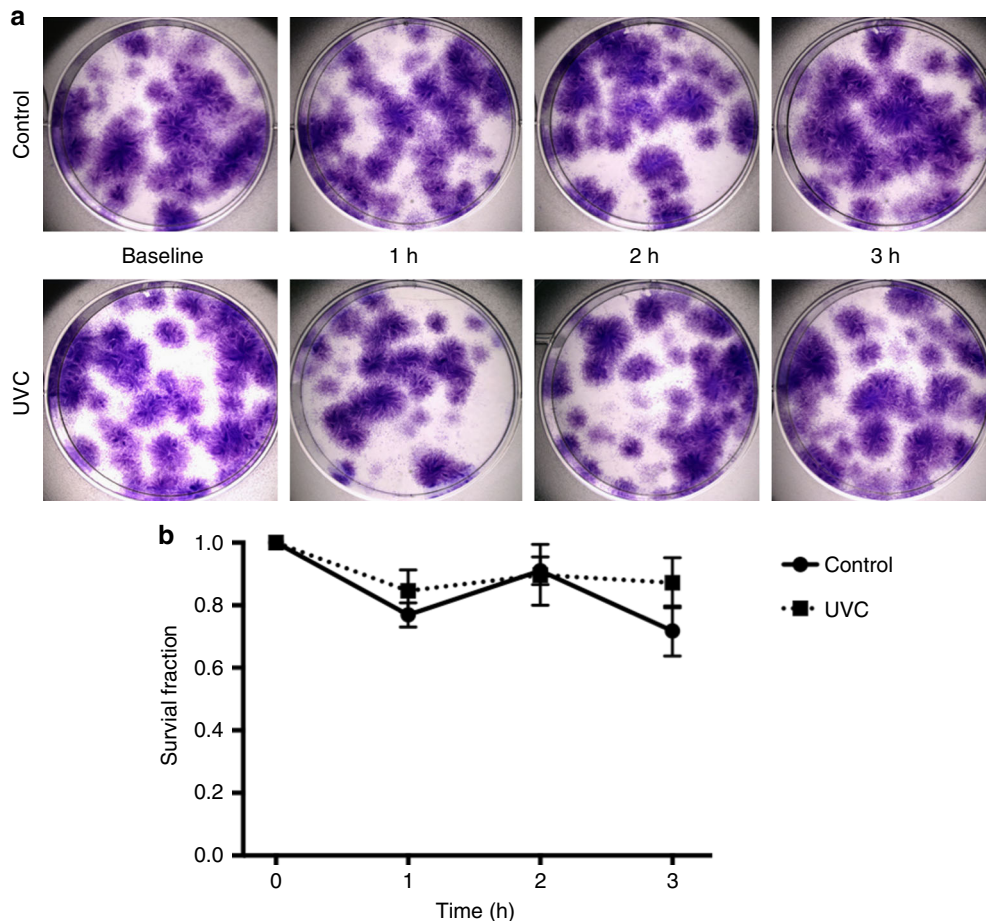 a
Control
Baseline
1 h
2 h
3 h
UVC
b
1.0
0.8
0.6
0.4
0.2
0.0
Survial fraction
0
1
2
3
Time (h)
Control
UVC